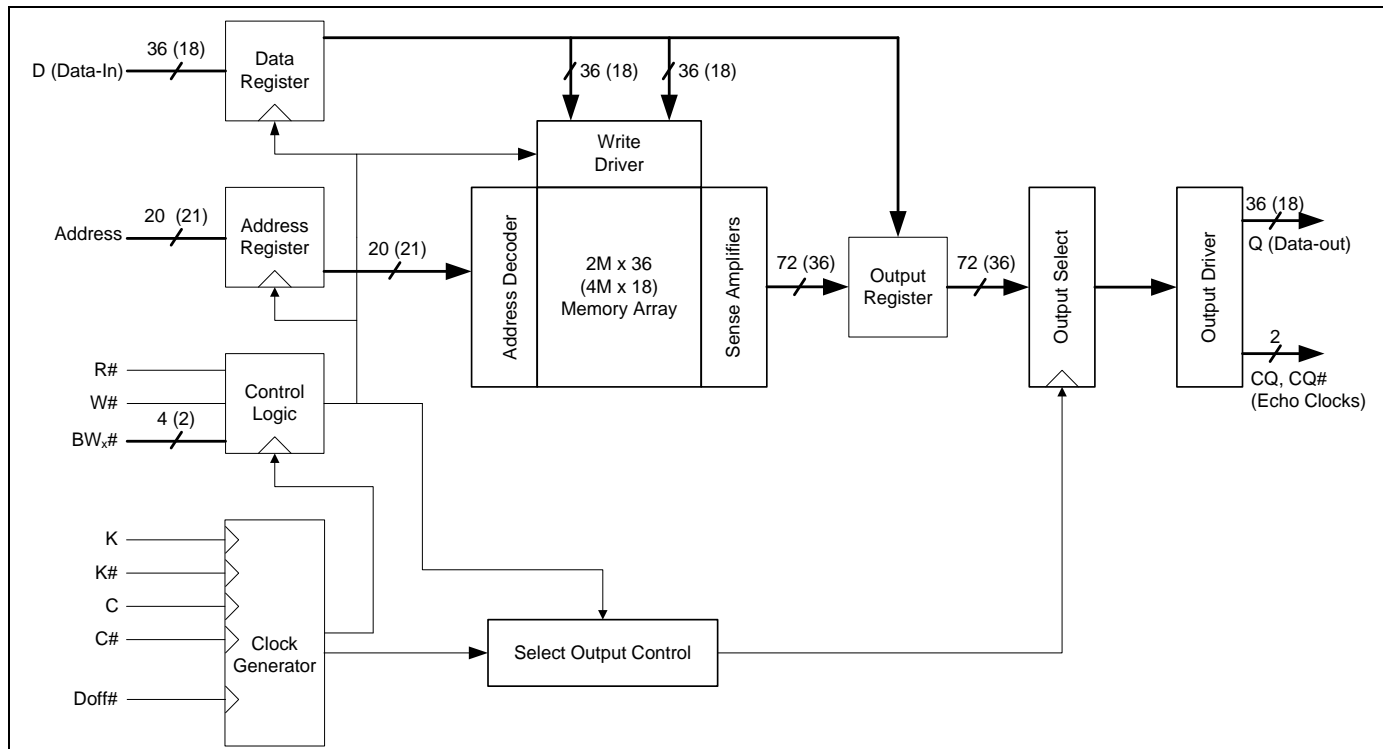 D (Data-In)
36 (18)
Data
Register
36 (18)
36 (18)
Write
Driver
Address
20 (21)
Address
Register
20 (21)
Address Decoder
2M x 36
(4M x 18)
Memory Array
Sense Amplifiers
72 (36)
Output
Register
72 (36)
Output Select
Output Driver
36 (18)
Q (Data-out)
2
CQ, CQ#
(Echo Clocks)
R#
W#
4 (2)
BWx#
Control
Logic
K
K#
C
C#
Doff#
Clock
Generator
Select Output Control